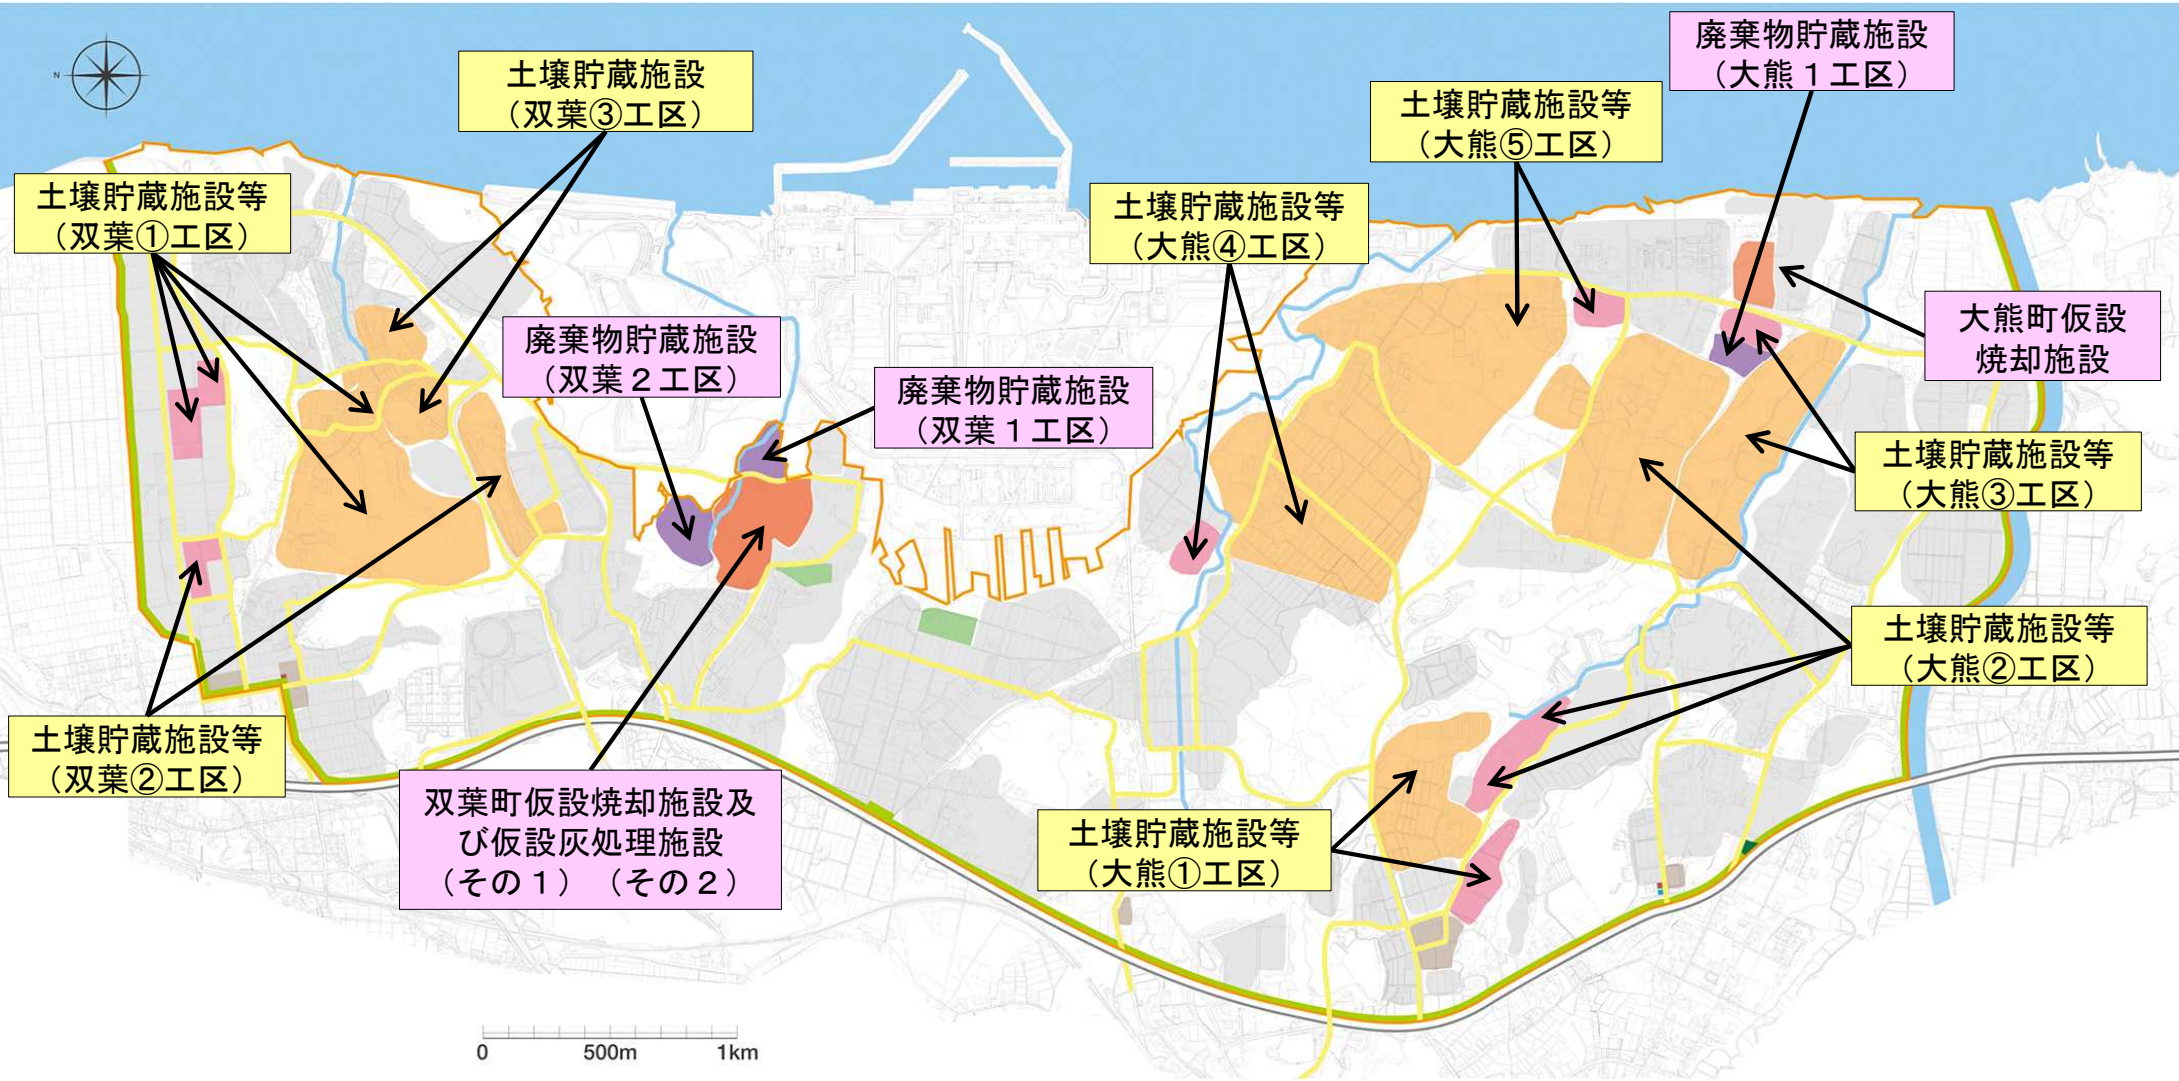 N
廃棄物貯蔵施設
（大熊１工区）
土壌貯蔵施設
（双葉③工区）
土壌貯蔵施設等
（大熊⑤工区）
土壌貯蔵施設等
（双葉①工区）
土壌貯蔵施設等
（大熊④工区）
大熊町仮設
焼却施設
廃棄物貯蔵施設
（双葉２工区）
廃棄物貯蔵施設
（双葉１工区）
土壌貯蔵施設等
（大熊③工区）
土壌貯蔵施設等
（大熊②工区）
土壌貯蔵施設等
（双葉②工区）
双葉町仮設焼却施設及
び仮設灰処理施設
（その１）（その２）
土壌貯蔵施設等
（大熊①工区）
0 500m 1km